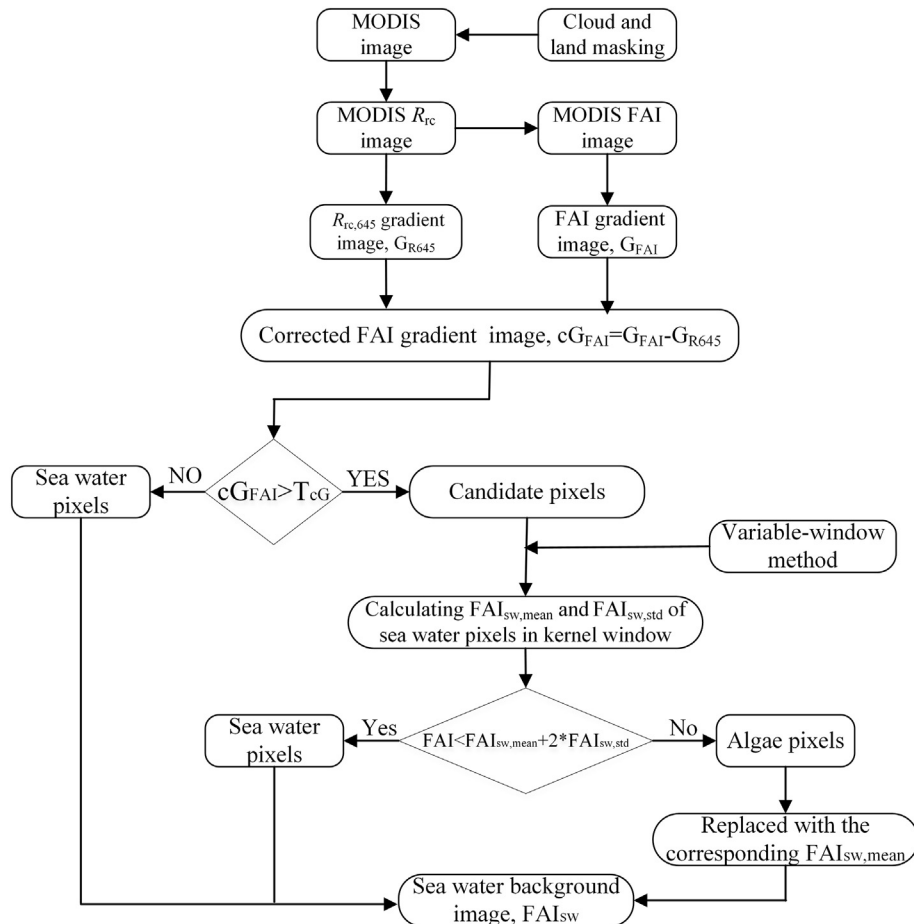 MODIS
image
Cloud and
land masking
MODIS Rrc
image
MODIS FAI
image
Rrc,645 gradient
image, GR645
FAI gradient
image, GFAI
Corrected FAI gradient image, cGFAI=GFAI-GR645
Sea water
pixels
NO
cGFAI>TcG
YES
Candidate pixels
Variable-window
method
Calculating FAIsw,mean and FAIsw,std of
sea water pixels in kernel window
Sea water
pixels
Yes
FAI<FAIsw,mean+2*FAIsw,std
No
Algae pixels
Replaced with the
corresponding FAIsw,mean
Sea water background
image, FAIsw